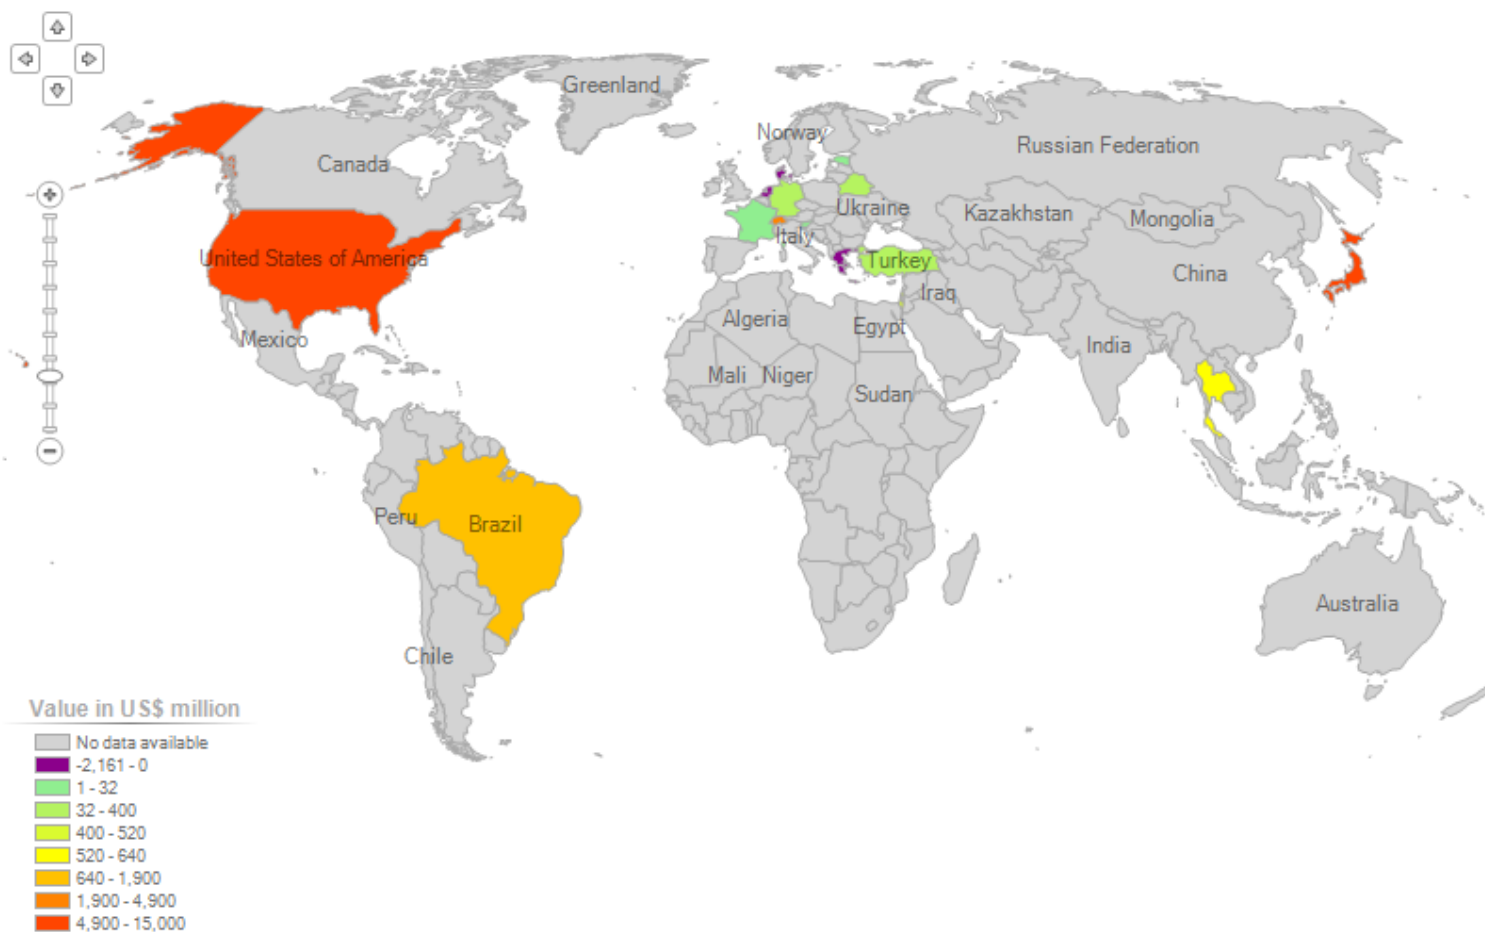 Greenland
Norway
Russian Federation
Canada
Ukraine
Kazakhstan
Mongolia
Italy
United States of America
Turkey
China
Iraq
Algeria
Egypt
Mexico
India
Mali
Niger
Sudan
Peru
Brazil
Australia
Chile
Value in US$ million
No data available
-2,161 - 0
1 - 32
32 - 400
400 - 520
520 - 640
640 - 1,900
1,900 - 4,900
4,900 - 15,000